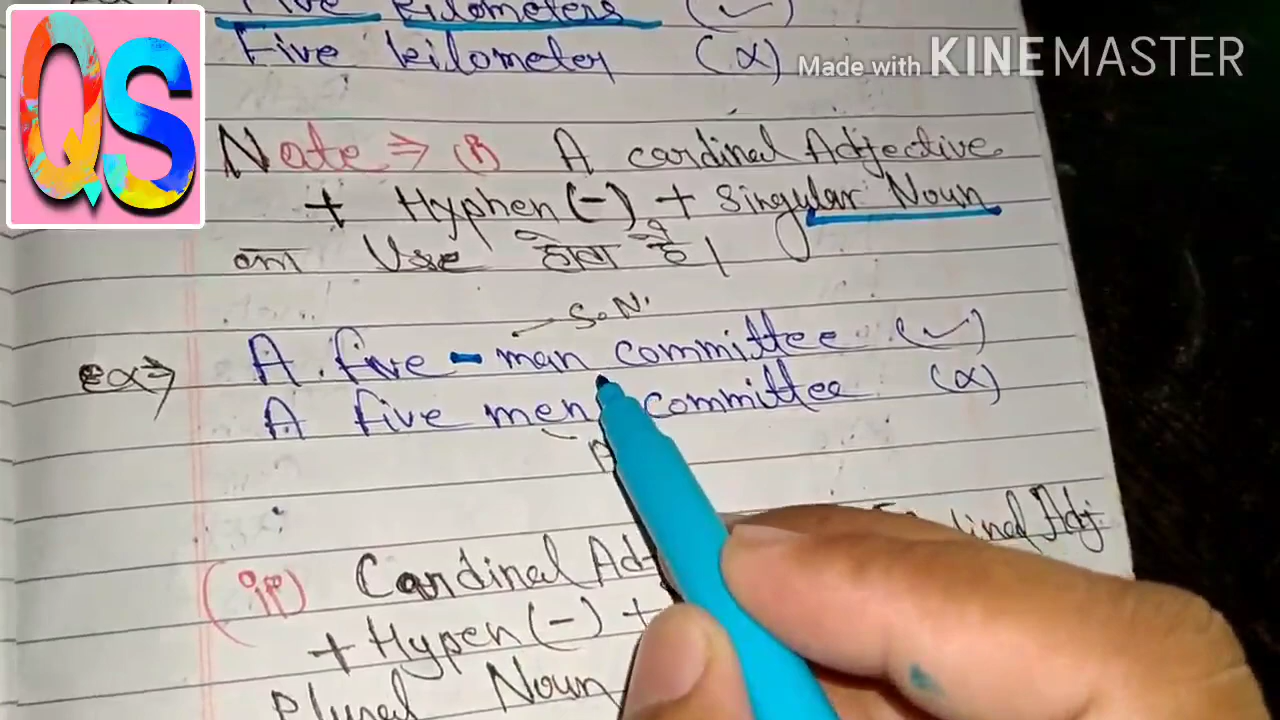 Five kilometers (✓)
Five kilometer (x)
Made with KINEMASTER
QS
Note ⇒ (i) A cardinal Adjective
+ Hyphen (-) + Singular Noun
का Use होता है।
S.N.
ex ⇒ A five - man committee (✓)
A five men committee (x)
(ii) Cardinal Adj
+ Hypen (-) +
Plural Noun